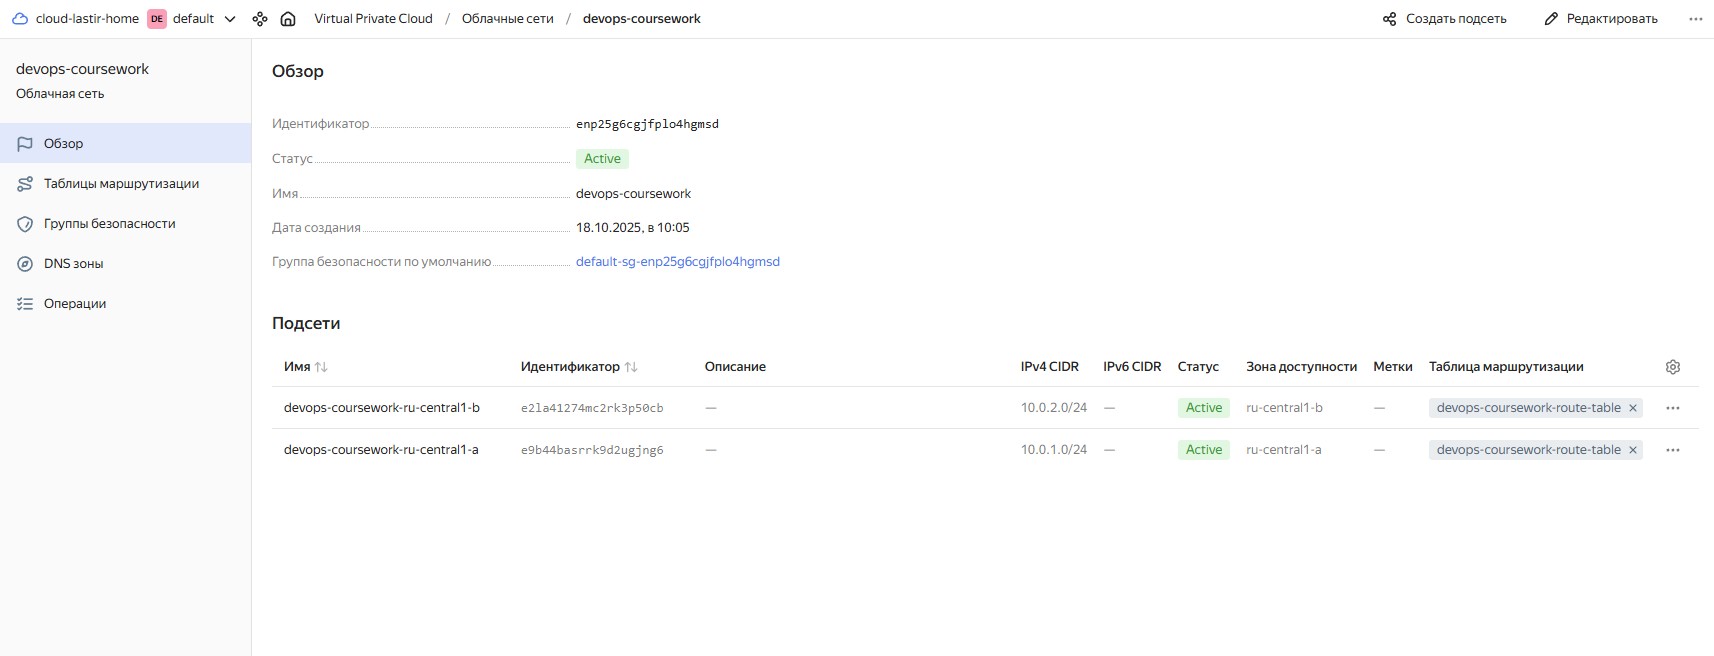 cloud-lastir-home DE default Virtual Private Cloud / Облачные сети / devops-coursework Создать подсеть Редактировать
devops-coursework
Облачная сеть
Обзор
Таблицы маршрутизации
Группы безопасности
DNS зоны
Операции
Обзор
Идентификатор enp25g6cgjfplo4hgmsd
Статус Active
Имя devops-coursework
Дата создания 18.10.2025, в 10:05
Группа безопасности по умолчанию default-sg-enp25g6cgjfplo4hgmsd
Подсети
Имя Идентификатор Описание IPv4 CIDR IPv6 CIDR Статус Зона доступности Метки Таблица маршрутизации
devops-coursework-ru-central1-b e2la41274mc2rk3p50cb — 10.0.2.0/24 — Active ru-central1-b — devops-coursework-route-table
devops-coursework-ru-central1-a e9b44basrrk9d2ugjng6 — 10.0.1.0/24 — Active ru-central1-a — devops-coursework-route-table